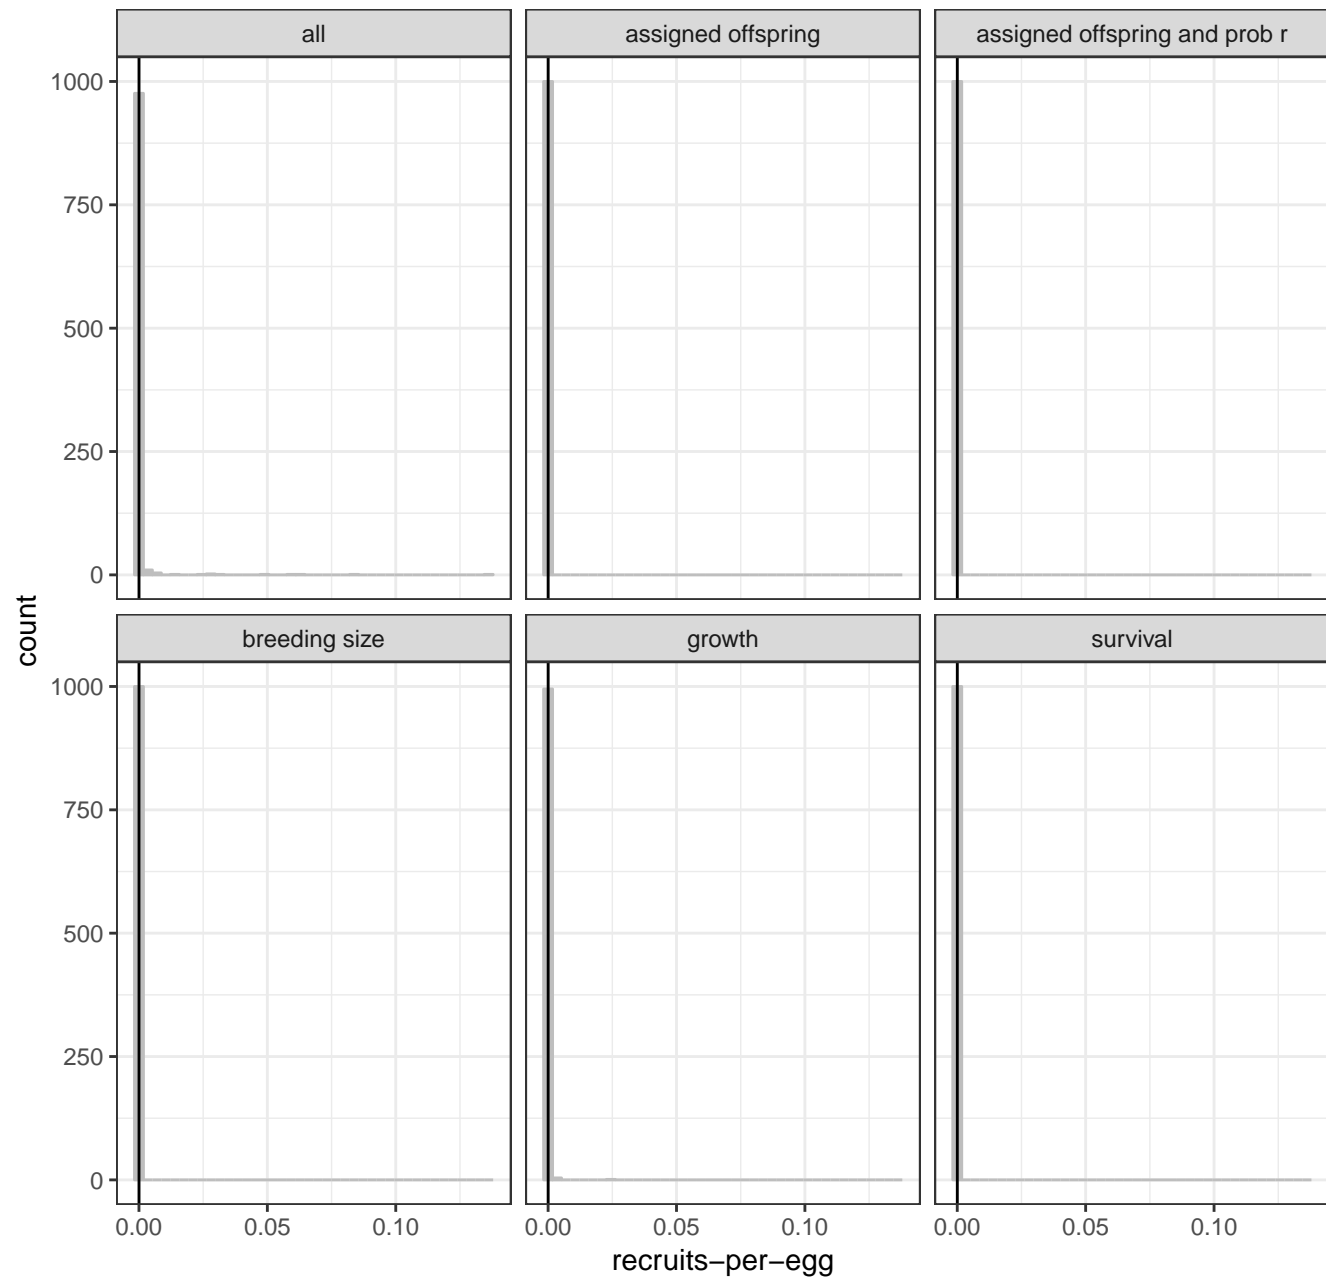 all
assigned offspring
assigned offspring and prob r
1000
750
500
250
0
breeding size
growth
survival
1000
750
500
250
0
0.00 0.05 0.10
0.00 0.05 0.10
0.00 0.05 0.10
recruits−per−egg
count